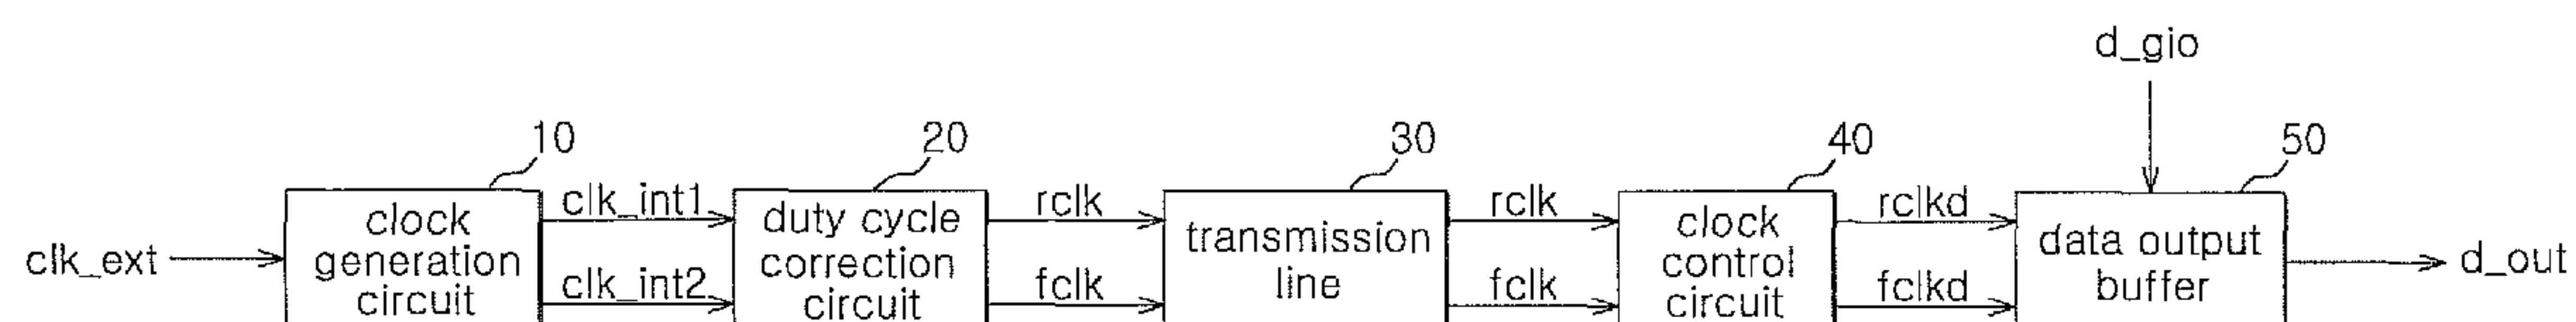 d_gio
10
20
30
40
50
clk_ext
clock
generation
circuit
clk_int1
clk_int2
duty cycle
correction
circuit
rclk
fclk
transmission
line
rclk
fclk
clock
control
circuit
rclkd
fclkd
data output
buffer
d_out